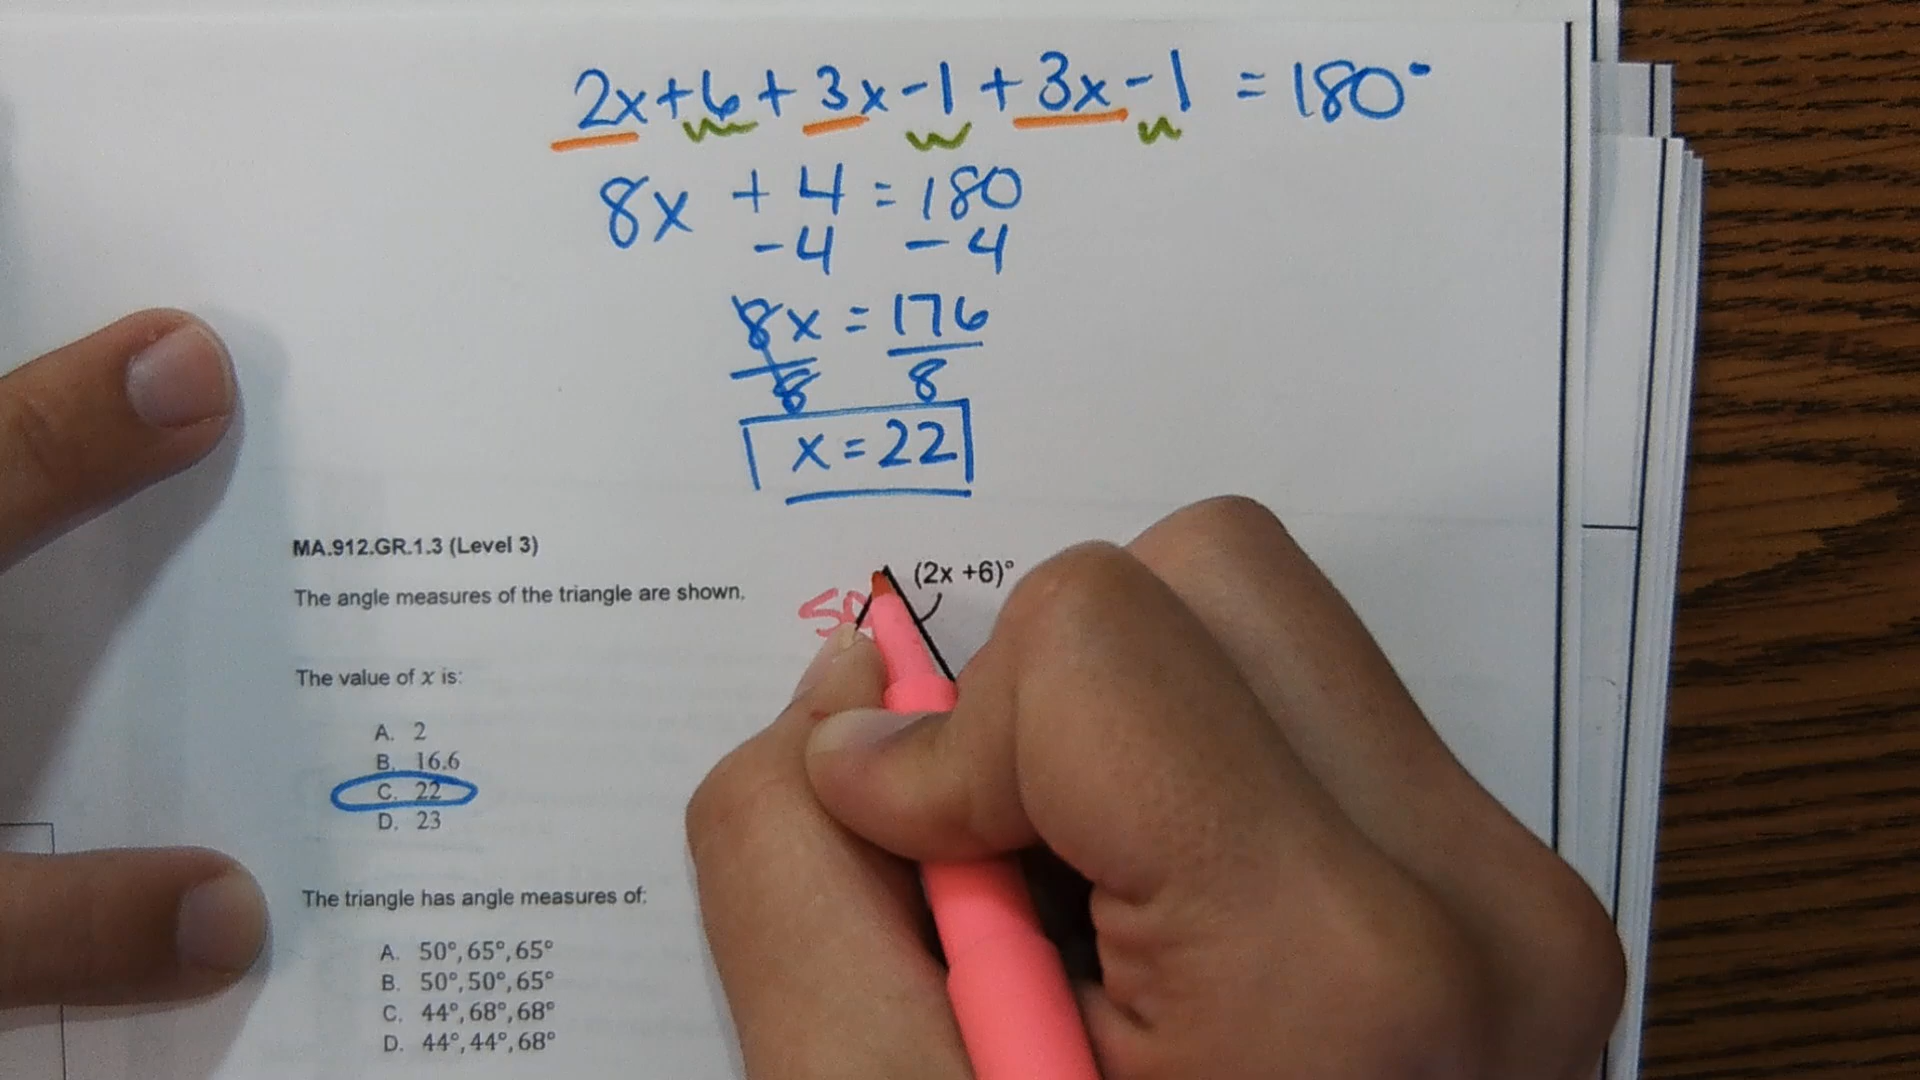 2x+6+3x-1+3x-1 = 180°
8x + 4 = 180
-4 -4
8x = 176
8 8
x = 22
MA.912.GR.1.3 (Level 3)
The angle measures of the triangle are shown.
(2x +6)°
50
The value of x is:
A. 2
B. 16.6
C. 22
D. 23
The triangle has angle measures of:
A. 50°, 65°, 65°
B. 50°, 50°, 65°
C. 44°, 68°, 68°
D. 44°, 44°, 68°